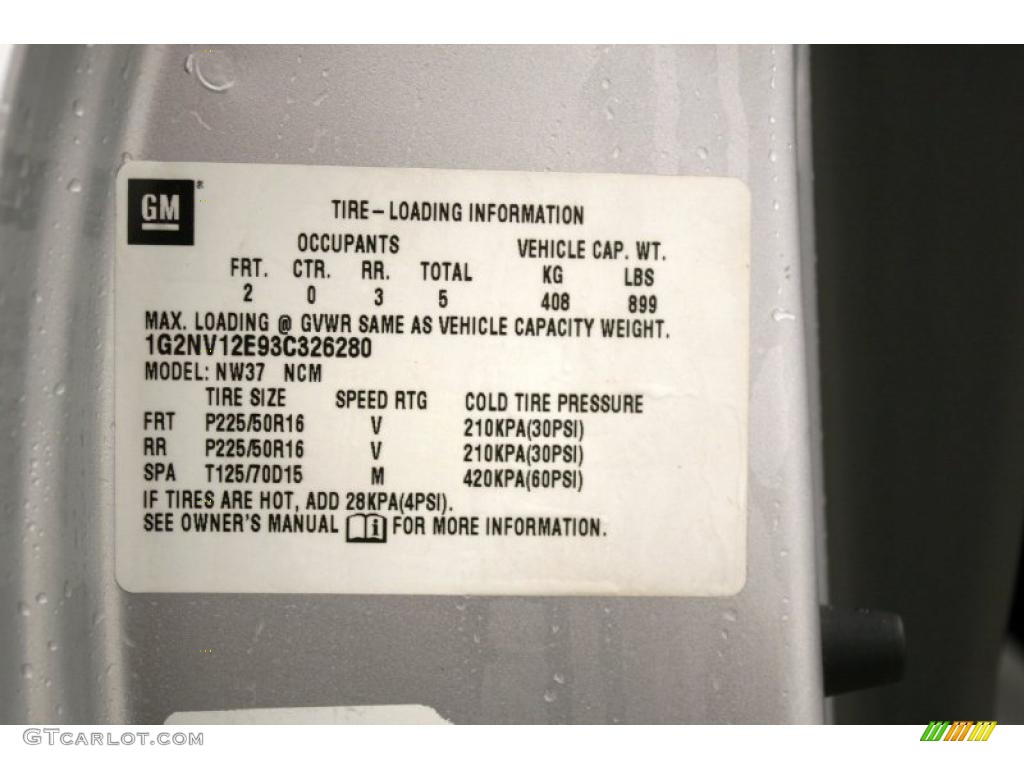 GM ®
TIRE-LOADING INFORMATION
OCCUPANTS VEHICLE CAP. WT.
FRT. CTR. RR. TOTAL KG LBS
2 0 3 5 408 899
MAX. LOADING @ GVWR SAME AS VEHICLE CAPACITY WEIGHT.
1G2NV12E93C326280
MODEL: NW37 NCM
TIRE SIZE SPEED RTG COLD TIRE PRESSURE
FRT P225/50R16 V 210KPA(30PSI)
RR P225/50R16 V 210KPA(30PSI)
SPA T125/70D15 M 420KPA(60PSI)
IF TIRES ARE HOT, ADD 28KPA(4PSI).
SEE OWNER'S MANUAL i FOR MORE INFORMATION.
GTCARLOT.COM